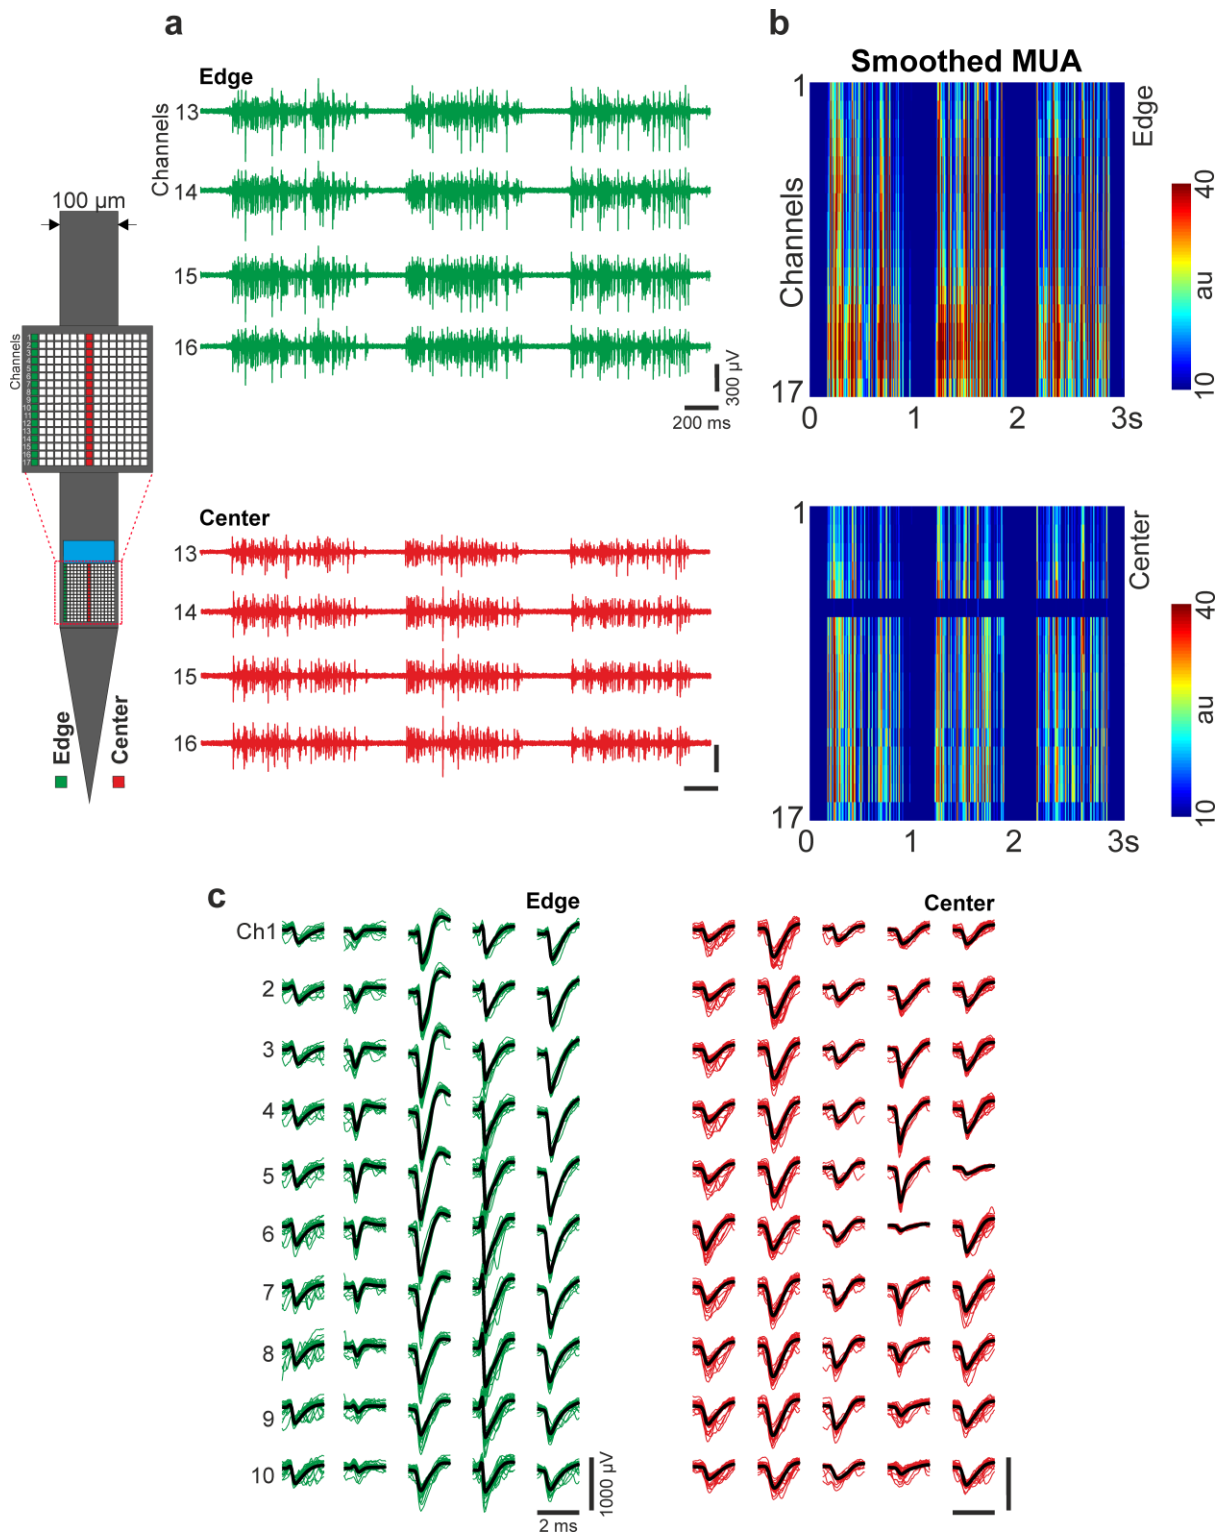 a
b
Smoothed MUA
Edge
Channels
13
14
15
16
300 µV
200 ms
1
Channels
17
0
1
2
3s
Edge
40
au
10
100 µm
Channels
Edge
Center
Center
13
14
15
16
1
17
0
1
2
3s
Center
40
au
10
c
Edge
Center
Ch1
2
3
4
5
6
7
8
9
10
1000 µV
2 ms